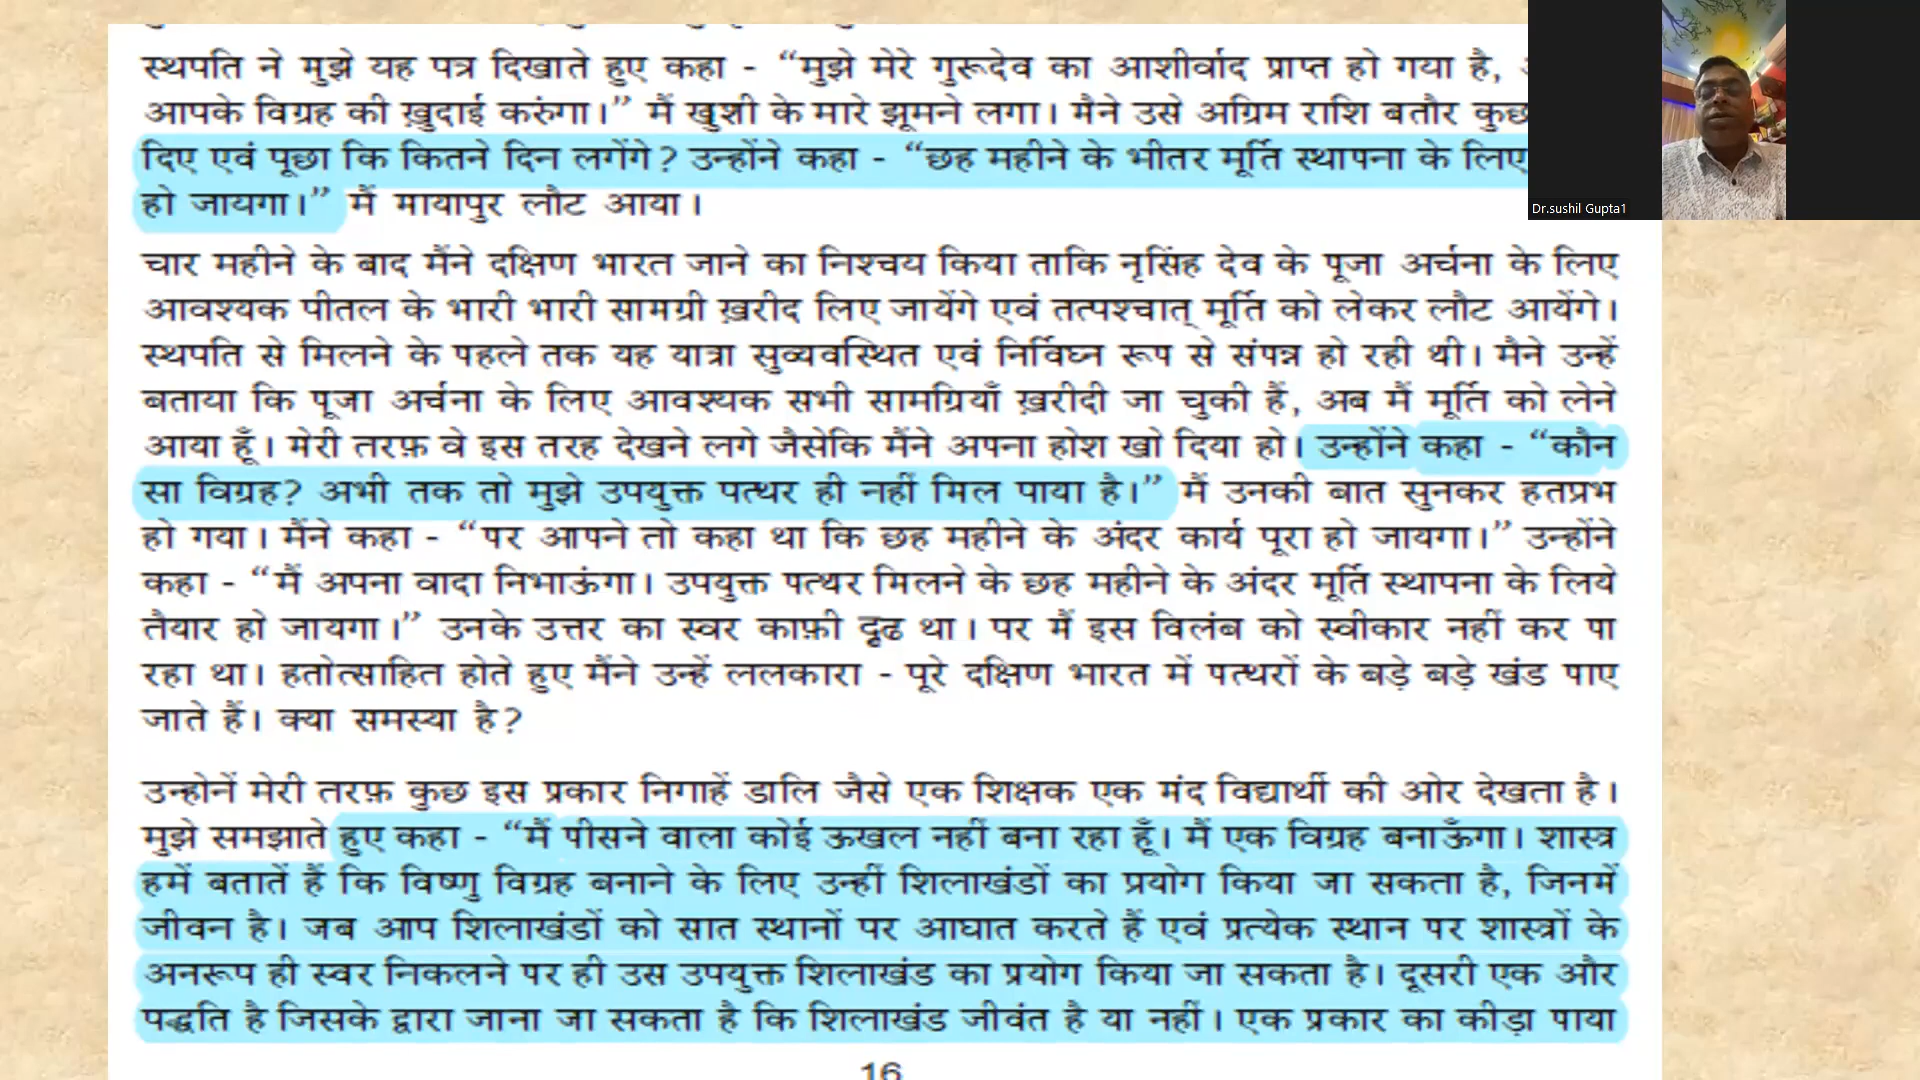 स्थपति ने मुझे यह पत्र दिखाते हुए कहा - “मुझे मेरे गुरूदेव का आशीर्वाद प्राप्त हो गया है,
आपके विग्रह की ख़ुदाई करुंगा।” मैं खुशी के मारे झूमने लगा। मैने उसे अग्रिम राशि बतौर कुछ
दिए एवं पूछा कि कितने दिन लगेंगे? उन्होंने कहा - “छह महीने के भीतर मूर्ति स्थापना के लिए
हो जायगा।” मैं मायापुर लौट आया।
चार महीने के बाद मैंने दक्षिण भारत जाने का निश्चय किया ताकि नृसिंह देव के पूजा अर्चना के लिए
आवश्यक पीतल के भारी भारी सामग्री ख़रीद लिए जायेंगे एवं तत्पश्चात् मूर्ति को लेकर लौट आयेंगे।
स्थपति से मिलने के पहले तक यह यात्रा सुव्यवस्थित एवं निर्विघ्न रूप से संपन्न हो रही थी। मैने उन्हें
बताया कि पूजा अर्चना के लिए आवश्यक सभी सामग्रियाँ ख़रीदी जा चुकी हैं, अब मैं मूर्ति को लेने
आया हूँ। मेरी तरफ़ वे इस तरह देखने लगे जैसेकि मैंने अपना होश खो दिया हो। उन्होंने कहा - “कौन
सा विग्रह? अभी तक तो मुझे उपयुक्त पत्थर ही नहीं मिल पाया है।” मैं उनकी बात सुनकर हतप्रभ
हो गया। मैंने कहा - “पर आपने तो कहा था कि छह महीने के अंदर कार्य पूरा हो जायगा।” उन्होंने
कहा - “मैं अपना वादा निभाऊंगा। उपयुक्त पत्थर मिलने के छह महीने के अंदर मूर्ति स्थापना के लिये
तैयार हो जायगा।” उनके उत्तर का स्वर काफ़ी दृढ था। पर मैं इस विलंब को स्वीकार नहीं कर पा
रहा था। हतोत्साहित होते हुए मैंने उन्हें ललकारा - पूरे दक्षिण भारत में पत्थरों के बड़े बड़े खंड पाए
जाते हैं। क्या समस्या है?
उन्होनें मेरी तरफ़ कुछ इस प्रकार निगाहें डालि जैसे एक शिक्षक एक मंद विद्यार्थी की ओर देखता है।
मुझे समझाते हुए कहा - “मैं पीसने वाला कोई ऊखल नहीं बना रहा हूँ। मैं एक विग्रह बनाऊँगा। शास्त्र
हमें बतातें हैं कि विष्णु विग्रह बनाने के लिए उन्हीं शिलाखंडों का प्रयोग किया जा सकता है, जिनमें
जीवन है। जब आप शिलाखंडों को सात स्थानों पर आघात करते हैं एवं प्रत्येक स्थान पर शास्त्रों के
अनरूप ही स्वर निकलने पर ही उस उपयुक्त शिलाखंड का प्रयोग किया जा सकता है। दूसरी एक और
पद्धति है जिसके द्वारा जाना जा सकता है कि शिलाखंड जीवंत है या नहीं। एक प्रकार का कीड़ा पाया
16
Dr.sushil Gupta1